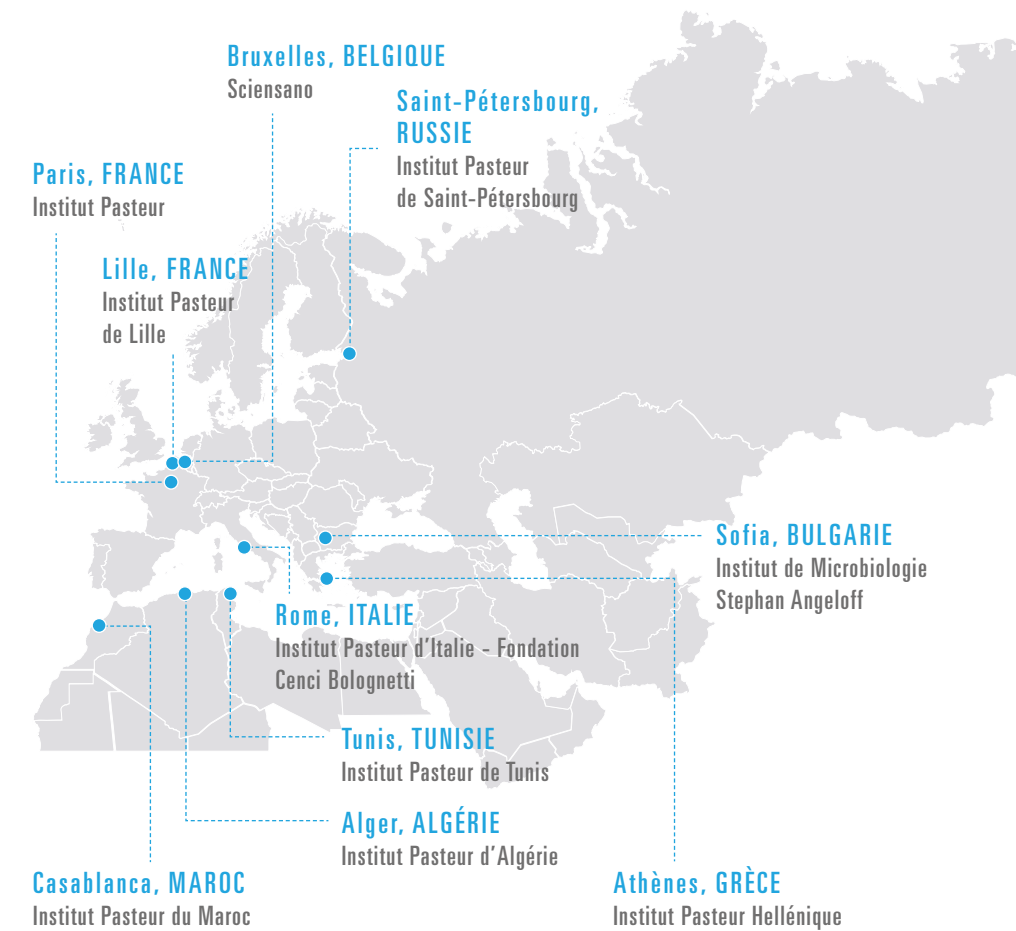 Bruxelles, BELGIQUE
Sciensano
Saint-Pétersbourg,
RUSSIE
Institut Pasteur
de Saint-Pétersbourg
Paris, FRANCE
Institut Pasteur
Lille, FRANCE
Institut Pasteur
de Lille
Sofia, BULGARIE
Institut de Microbiologie
Stephan Angeloff
Rome, ITALIE
Institut Pasteur d'Italie – Fondation
Cenci Bolognetti
Tunis, TUNISIE
Institut Pasteur de Tunis
Alger, ALGÉRIE
Institut Pasteur d'Algérie
Casablanca, MAROC
Institut Pasteur du Maroc
Athènes, GRÈCE
Institut Pasteur Hellénique